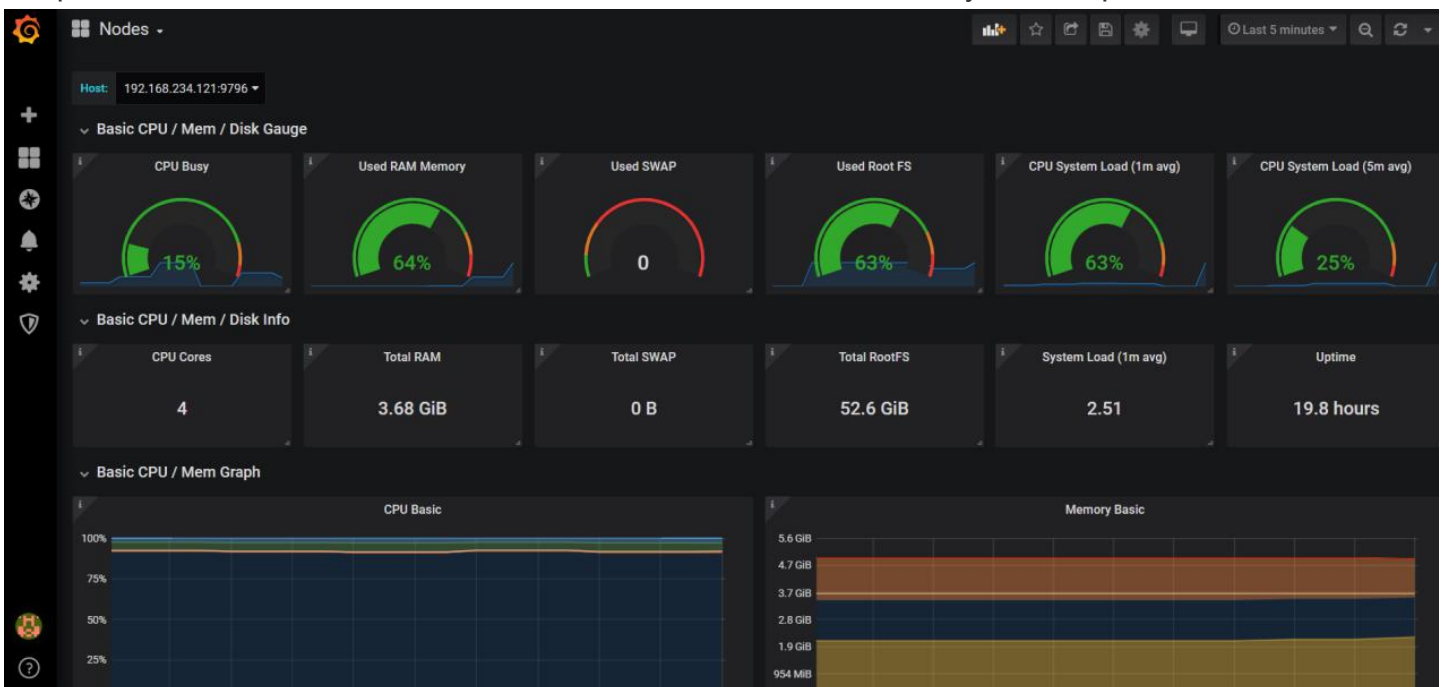 Nodes
Last 5 minutes
Host: 192.168.234.121:9796
Basic CPU / Mem / Disk Gauge
CPU Busy
Used RAM Memory
Used SWAP
Used Root FS
CPU System Load (1m avg)
CPU System Load (5m avg)
15%
64%
0
63%
63%
25%
Basic CPU / Mem / Disk Info
CPU Cores
Total RAM
Total SWAP
Total RootFS
System Load (1m avg)
Uptime
4
3.68 GiB
0 B
52.6 GiB
2.51
19.8 hours
Basic CPU / Mem Graph
CPU Basic
100%
75%
50%
25%
Memory Basic
5.6 GiB
4.7 GiB
3.7 GiB
2.8 GiB
1.9 GiB
954 MiB